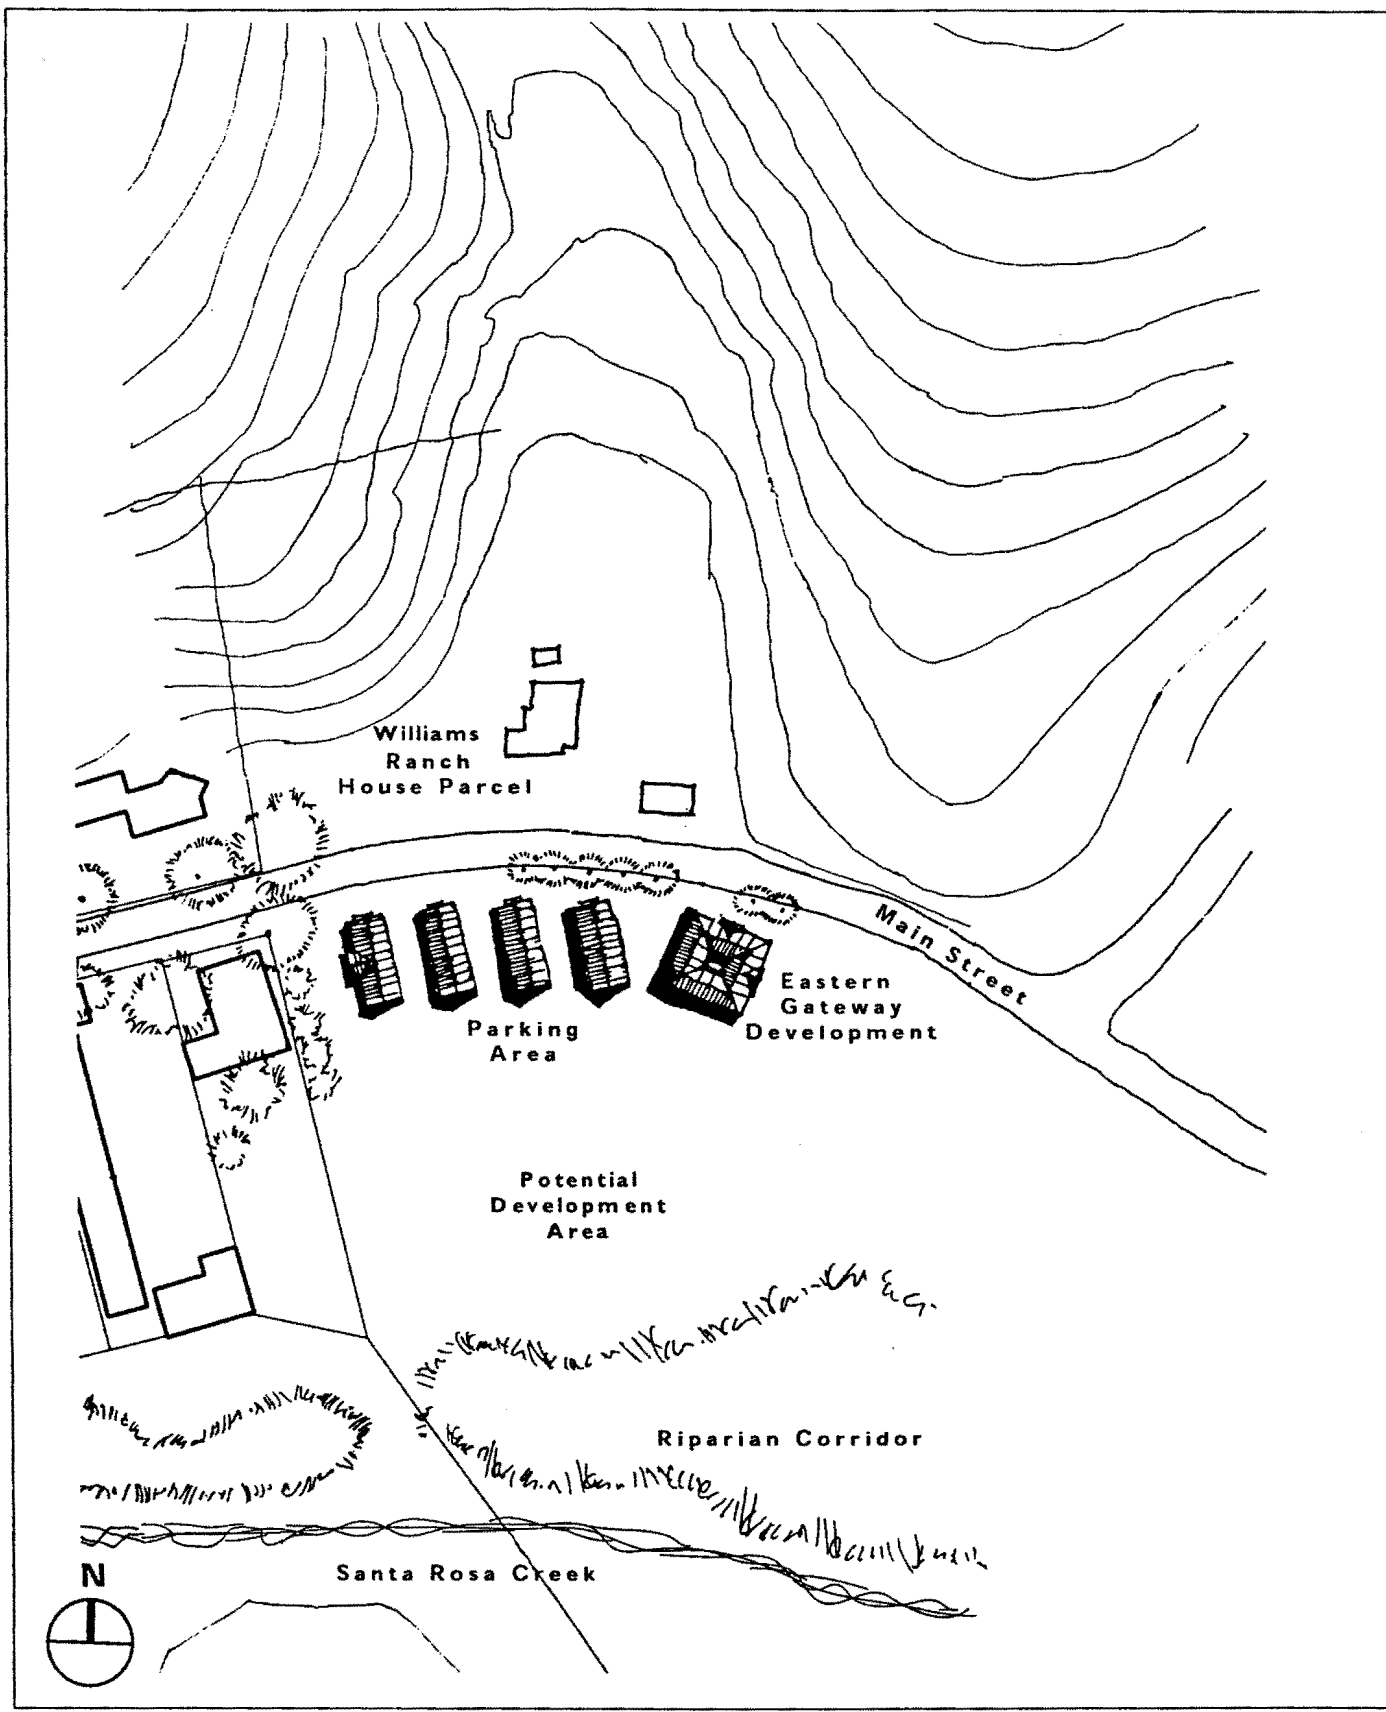 Williams
Ranch
House Parcel
Main Street
Eastern
Gateway
Development
Parking
Area
Potential
Development
Area
Riparian Corridor
Santa Rosa Creek
N